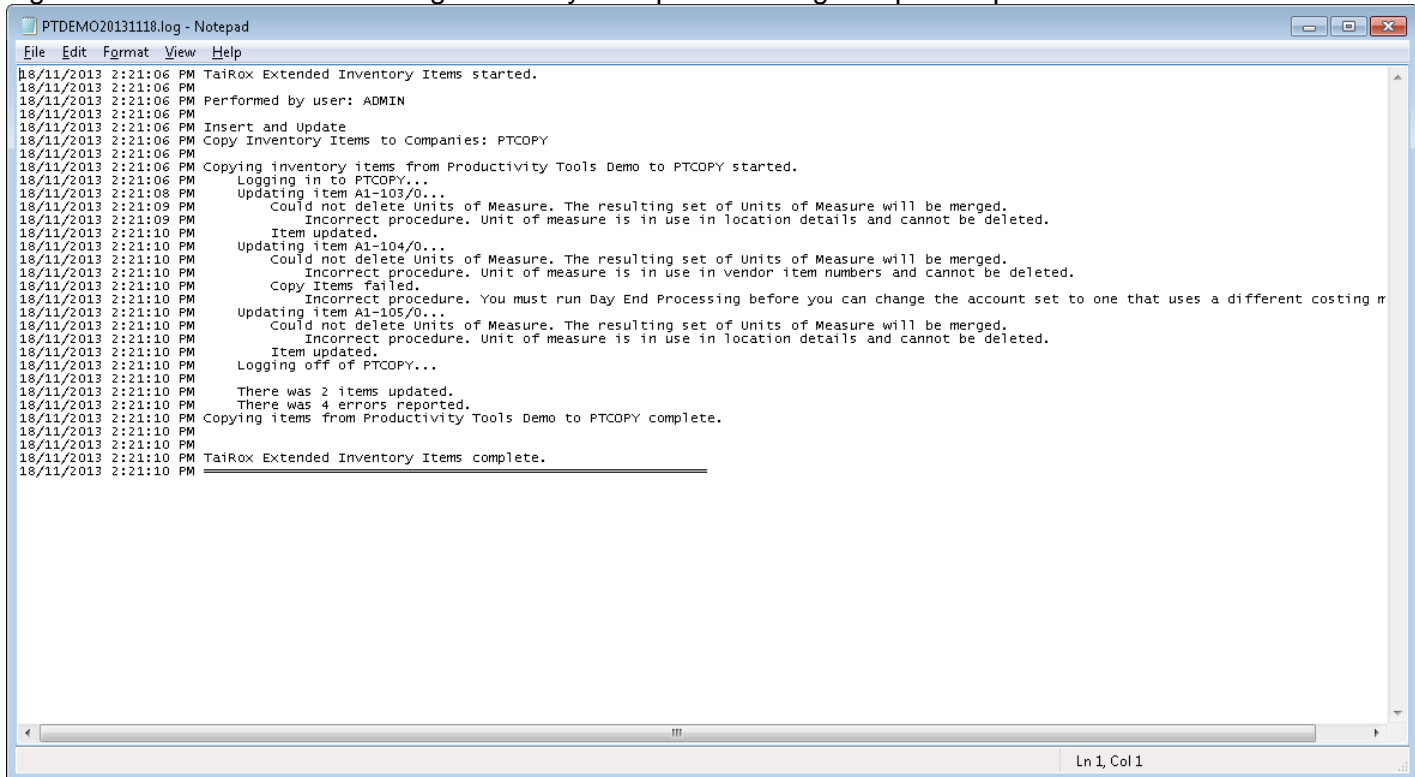 PTDEMO20131118.log - Notepad
File Edit Format View Help
18/11/2013 2:21:06 PM TaiRox Extended Inventory Items started.
18/11/2013 2:21:06 PM
18/11/2013 2:21:06 PM Performed by user: ADMIN
18/11/2013 2:21:06 PM
18/11/2013 2:21:06 PM Insert and Update
18/11/2013 2:21:06 PM Copy Inventory Items to Companies: PTCOPY
18/11/2013 2:21:06 PM
18/11/2013 2:21:06 PM Copying inventory items from Productivity Tools Demo to PTCOPY started.
18/11/2013 2:21:06 PM Logging in to PTCOPY...
18/11/2013 2:21:08 PM Updating item A1-103/0...
18/11/2013 2:21:09 PM Could not delete Units of Measure. The resulting set of Units of Measure will be merged.
18/11/2013 2:21:09 PM Incorrect procedure. Unit of measure is in use in location details and cannot be deleted.
18/11/2013 2:21:10 PM Item updated.
18/11/2013 2:21:10 PM Updating item A1-104/0...
18/11/2013 2:21:10 PM Could not delete Units of Measure. The resulting set of Units of Measure will be merged.
18/11/2013 2:21:10 PM Incorrect procedure. Unit of measure is in use in vendor item numbers and cannot be deleted.
18/11/2013 2:21:10 PM Copy Items failed.
18/11/2013 2:21:10 PM Incorrect procedure. You must run Day End Processing before you can change the account set to one that uses a different costing m
18/11/2013 2:21:10 PM Updating item A1-105/0...
18/11/2013 2:21:10 PM Could not delete Units of Measure. The resulting set of Units of Measure will be merged.
18/11/2013 2:21:10 PM Incorrect procedure. Unit of measure is in use in location details and cannot be deleted.
18/11/2013 2:21:10 PM Item updated.
18/11/2013 2:21:10 PM Logging off of PTCOPY...
18/11/2013 2:21:10 PM
18/11/2013 2:21:10 PM There was 2 items updated.
18/11/2013 2:21:10 PM There was 4 errors reported.
18/11/2013 2:21:10 PM Copying items from Productivity Tools Demo to PTCOPY complete.
18/11/2013 2:21:10 PM
18/11/2013 2:21:10 PM
18/11/2013 2:21:10 PM TaiRox Extended Inventory Items complete.
18/11/2013 2:21:10 PM
Ln 1, Col 1